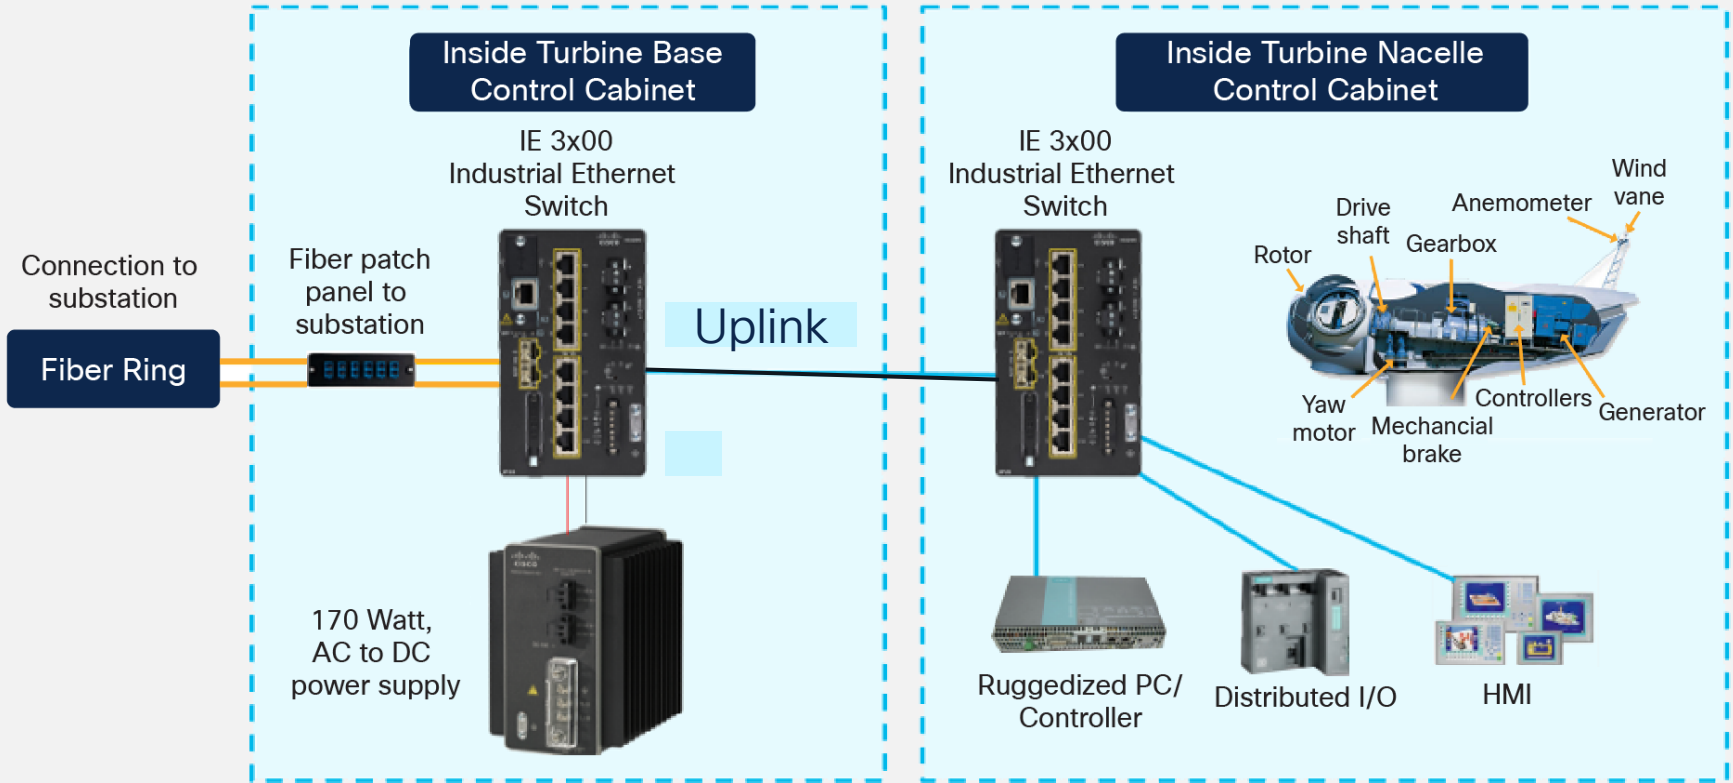 Inside Turbine Base
Control Cabinet
Inside Turbine Nacelle
Control Cabinet
IE 3x00
Industrial Ethernet
Switch
IE 3x00
Industrial Ethernet
Switch
Wind
vane
Anemometer
Drive
shaft
Gearbox
Rotor
Connection to
substation
Fiber patch
panel to
substation
Fiber Ring
Uplink
Yaw
motor
Mechancial
brake
Controllers
Generator
CISCO
170 Watt,
AC to DC
power supply
Ruggedized PC/
Controller
Distributed I/O
HMI